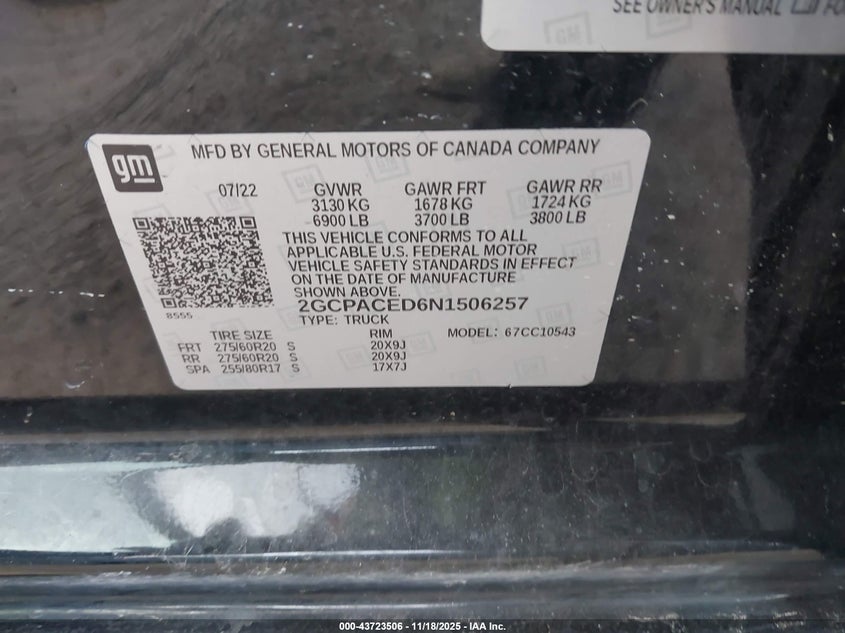 SEE OWNER'S MANUAL
gm
MFD BY GENERAL MOTORS OF CANADA COMPANY
07/22 GVWR GAWR FRT GAWR RR
3130 KG 1678 KG 1724 KG
6900 LB 3700 LB 3800 LB
THIS VEHICLE CONFORMS TO ALL
APPLICABLE U.S. FEDERAL MOTOR
VEHICLE SAFETY STANDARDS IN EFFECT
ON THE DATE OF MANUFACTURE
SHOWN ABOVE.
8555
2GCPACED6N1506257
TYPE: TRUCK MODEL: 67CC10543
TIRE SIZE RIM
FRT 275/60R20 S 20X9J
RR 275/60R20 S 20X9J
SPA 255/80R17 S 17X7J
000-43723506 - 11/18/2025 - IAA Inc.